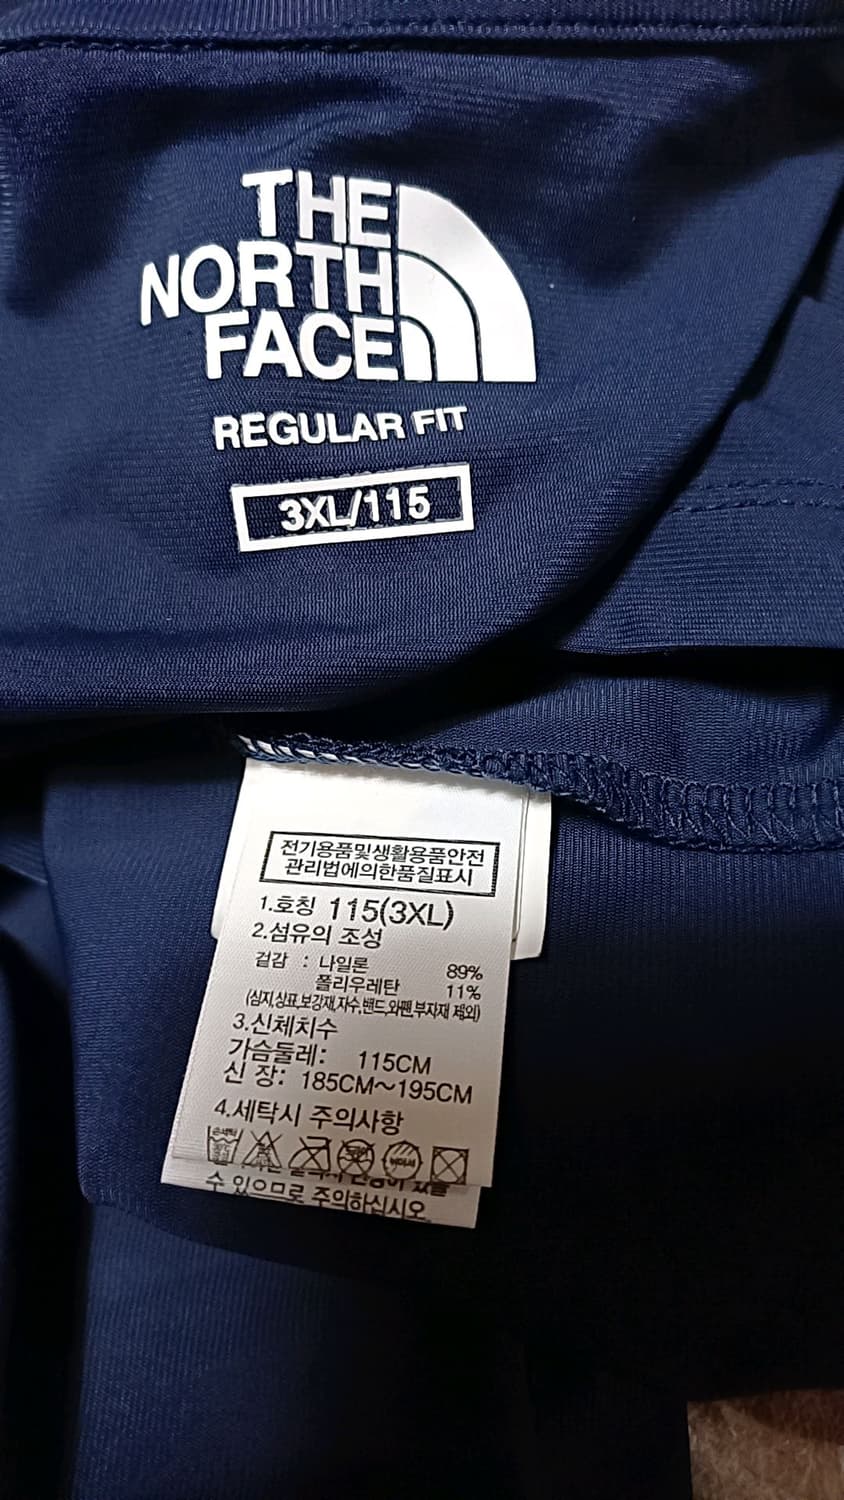 THE
NORTH
FACE
REGULAR FIT
3XL/115
전기용품및생활용품안전
관리법에의한품질표시
1.호칭 115(3XL)
2.섬유의 조성
겉감 : 나일론 89%
폴리우레탄 11%
(심지,상표,보강재,자수,밴드,와펜,부자재 제외)
3.신체치수
가슴둘레: 115CM
신 장: 185CM~195CM
4.세탁시 주의사항
손세탁
수 있으므로 주의하십시오.